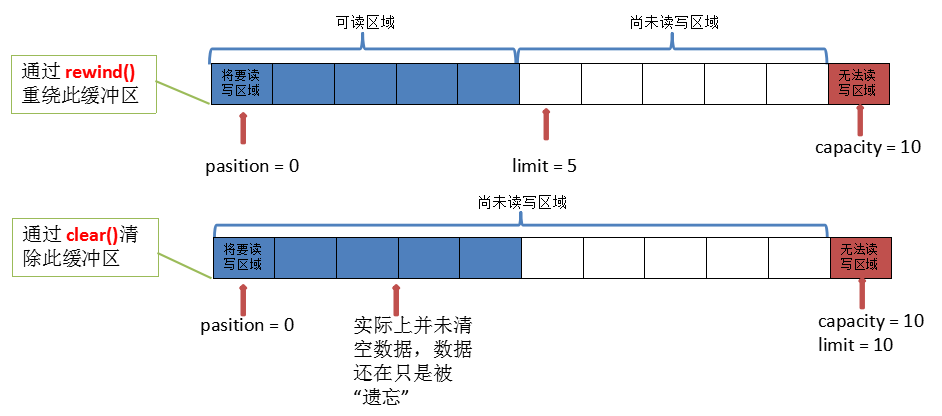 可读区域
尚未读写区域
通过 rewind()
重绕此缓冲区
将要读
写区域
无法读
写区域
pasition = 0
limit = 5
capacity = 10
尚未读写区域
通过 clear()清
除此缓冲区
将要读
写区域
无法读
写区域
pasition = 0
实际上并未清
空数据，数据
还在只是被
“遗忘”
capacity = 10
limit = 10